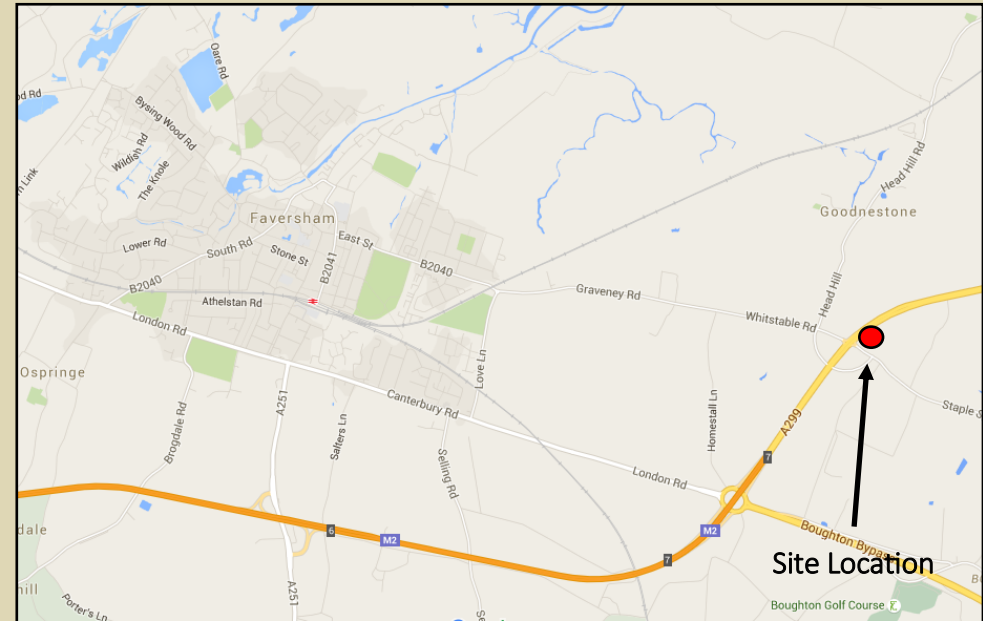 Oare Rd
od Rd
Bysing Wood Rd
Wildish Rd
The Knole
n Link
Head Hill Rd
Goodnestone
Faversham
Lower Rd
South Rd
Stone St
East St
B2041
B2040
B2040
Athelstan Rd
London Rd
Graveney Rd
Head Hill
Whitstable Rd
Ospringe
Love Ln
Canterbury Rd
A251
Brogdale Rd
Salters Ln
Selling Rd
Homestall Ln
A299
Staple S
7
London Rd
M2
6
M2
7
Boughton Bypass
dale
Site Location
hill
Porter's Ln
A251
Se
Boughton Golf Course